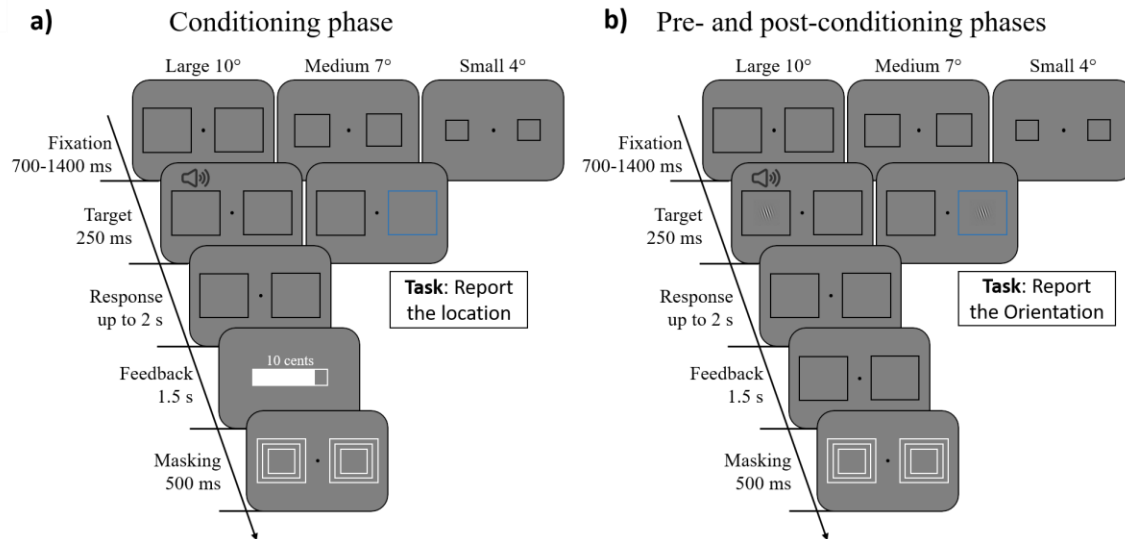 a) Conditioning phase
Large 10° Medium 7° Small 4°
Fixation
700-1400 ms
Target
250 ms
Response
up to 2 s
Task: Report
the location
Feedback
1.5 s
10 cents
Masking
500 ms
b) Pre- and post-conditioning phases
Large 10° Medium 7° Small 4°
Fixation
700-1400 ms
Target
250 ms
Response
up to 2 s
Task: Report
the Orientation
Feedback
1.5 s
Masking
500 ms